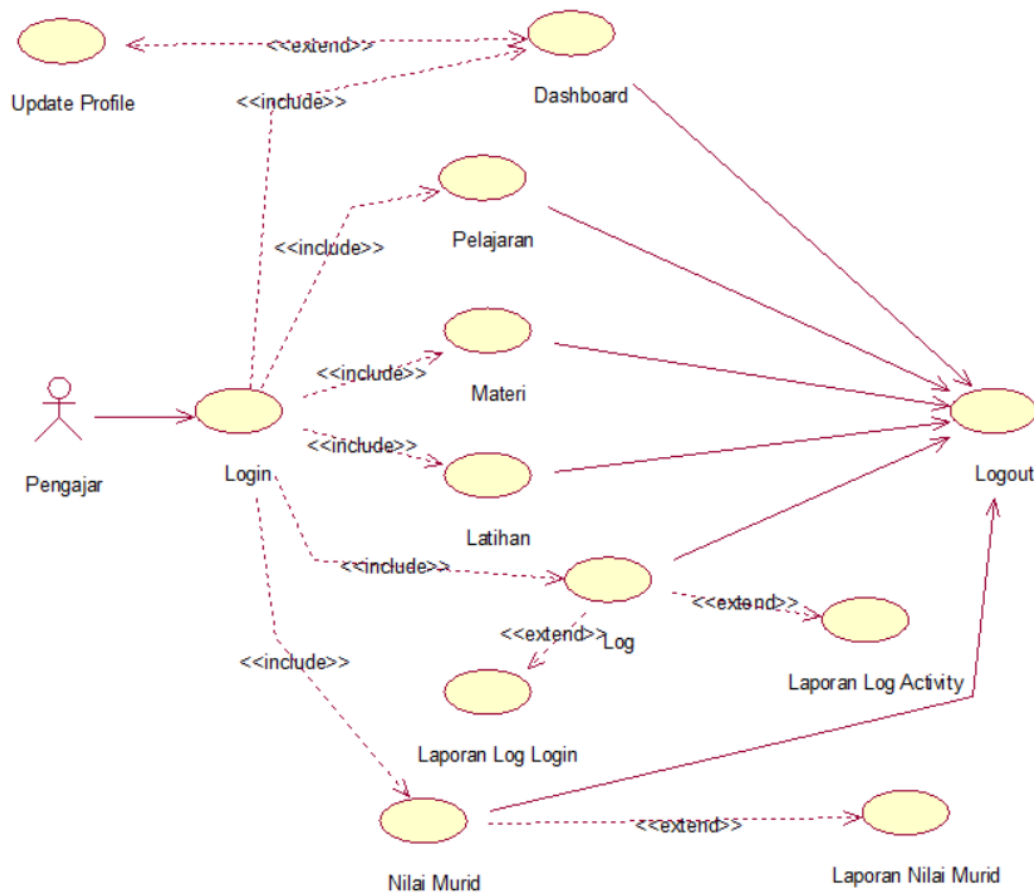 <<extend>>
Update Profile
<<include>>
Dashboard
<<include>>
Pelajaran
<<include>>
Materi
<<include>>
Pengajar
Login
Logout
Latihan
<<include>>
<<extend>>
<<extend>>
Log
<<include>>
Laporan Log Activity
Laporan Log Login
<<extend>>
Nilai Murid
Laporan Nilai Murid